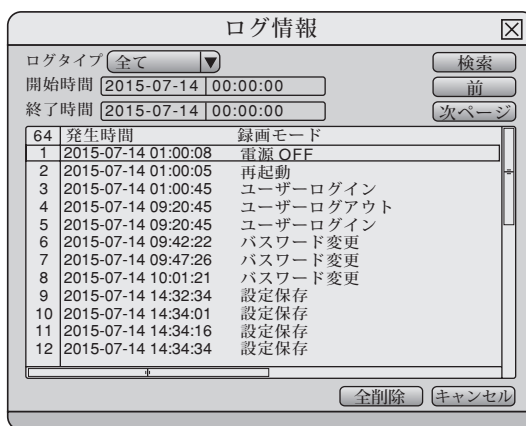 ログ情報
ログタイプ 全て 検索
開始時間 2015-07-14 00:00:00 前
終了時間 2015-07-14 00:00:00 次ページ
64 発生時間 録画モード
1 2015-07-14 01:00:08 電源 OFF
2 2015-07-14 01:00:05 再起動
3 2015-07-14 01:00:45 ユーザーログイン
4 2015-07-14 09:20:45 ユーザーログアウト
5 2015-07-14 09:20:45 ユーザーログイン
6 2015-07-14 09:42:22 パスワード変更
7 2015-07-14 09:47:26 パスワード変更
8 2015-07-14 10:01:21 パスワード変更
9 2015-07-14 14:32:34 設定保存
10 2015-07-14 14:34:01 設定保存
11 2015-07-14 14:34:16 設定保存
12 2015-07-14 14:34:34 設定保存
全削除 キャンセル